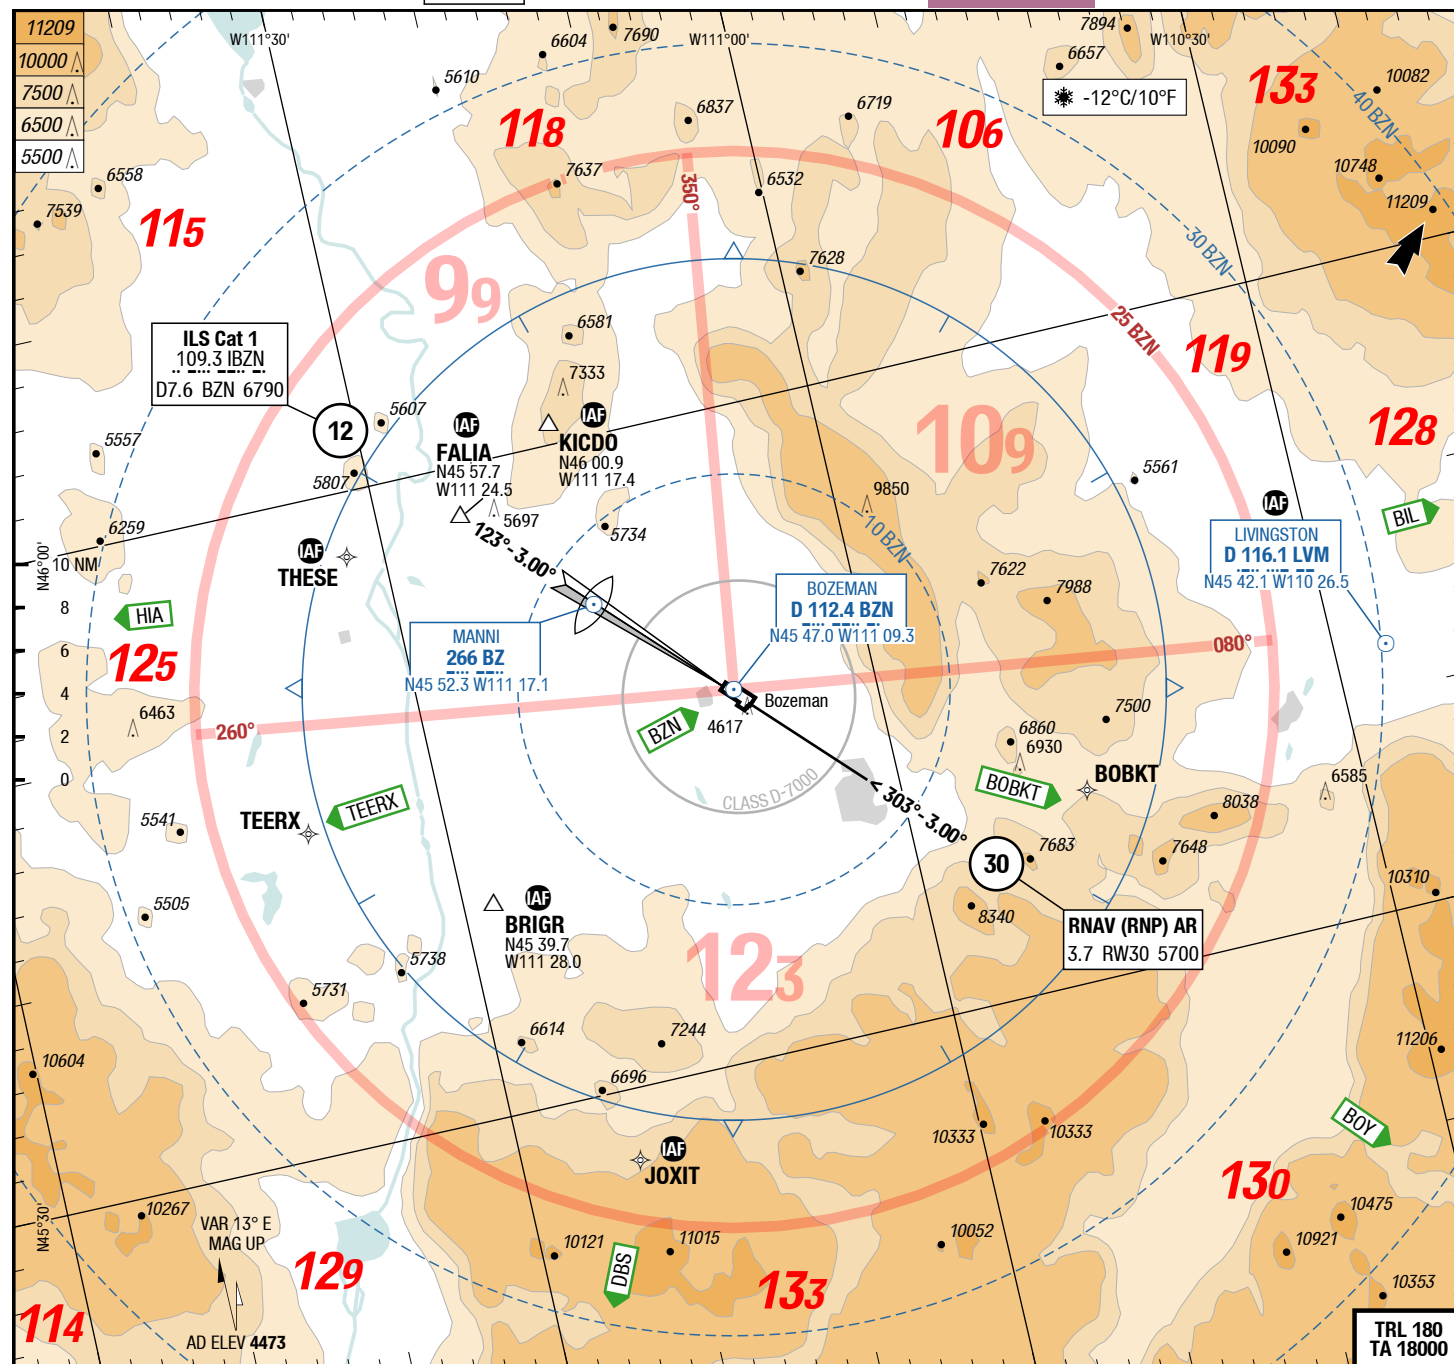 11209
10000
7500
6500
5500
W111°30'
W111°00'
W110°30'
6604
7690
7894
6657
5610
6837
6719
-12°C/10°F
133
10082
40 BZN
118
106
10090
10748
11209
7637
350°
6532
6558
7539
115
30 BZN
99
7628
25 BZN
ILS Cat 1
109.3 IBZN
D7.6 BZN 6790
6581
119
7333
12
5607
IAF
FALIA
N45 57.7
W111 24.5
IAF
KICDO
N46 00.9
W111 17.4
109
128
5557
5807
5561
9850
5697
5734
10 BZN
IAF
BIL
6259
LIVINGSTON
D 116.1 LVM
N45 42.1 W110 26.5
123°-3.00°
N46°00'
10 NM
8
6
4
2
0
IAF
THESE
7622
7988
BOZEMAN
D 112.4 BZN
N45 47.0 W111 09.3
HIA
125
MANNI
266 BZ
N45 52.3 W111 17.1
080°
6463
260°
BZN
4617
Bozeman
7500
6860
6930
CLASS D-7000
BOBKT
BOBKT
6585
TEERX
TEERX
5541
< 303°-3.00°
8038
7683
7648
30
10310
5505
IAF
BRIGR
N45 39.7
W111 28.0
8340
RNAV (RNP) AR
3.7 RW30 5700
123
5738
5731
6614
7244
11206
10604
6696
10333
10333
BOY
IAF
JOXIT
130
10267
VAR 13° E
MAG UP
N45°30'
10475
10921
10052
10121
11015
DBS
129
133
10353
114
AD ELEV 4473
TRL 180
TA 18000